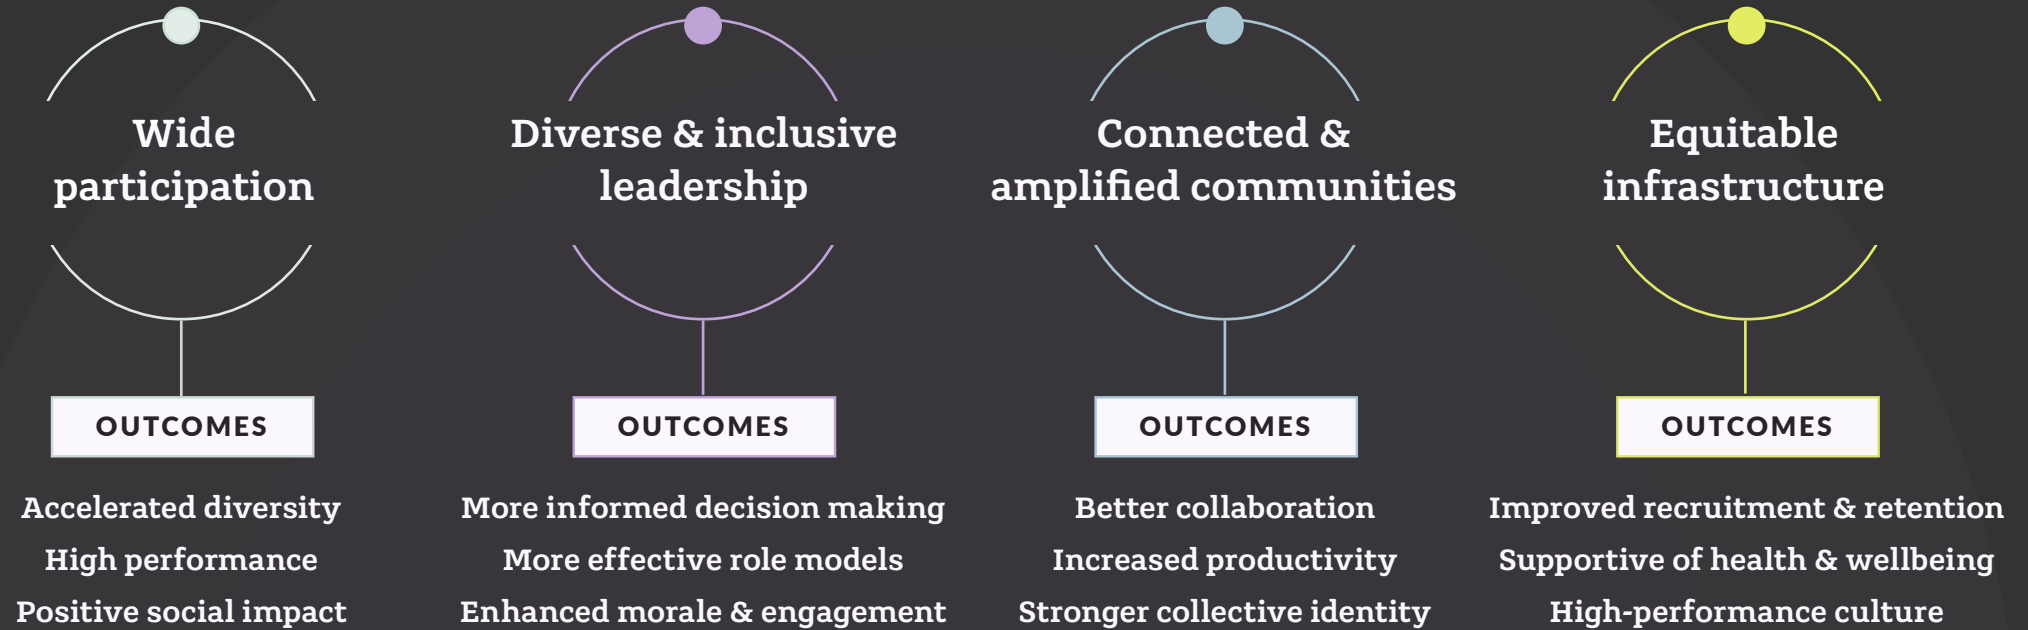 Wide
participation
OUTCOMES
Accelerated diversity
High performance
Positive social impact
Diverse & inclusive
leadership
OUTCOMES
More informed decision making
More effective role models
Enhanced morale & engagement
Connected &
amplified communities
OUTCOMES
Better collaboration
Increased productivity
Stronger collective identity
Equitable
infrastructure
OUTCOMES
Improved recruitment & retention
Supportive of health & wellbeing
High-performance culture